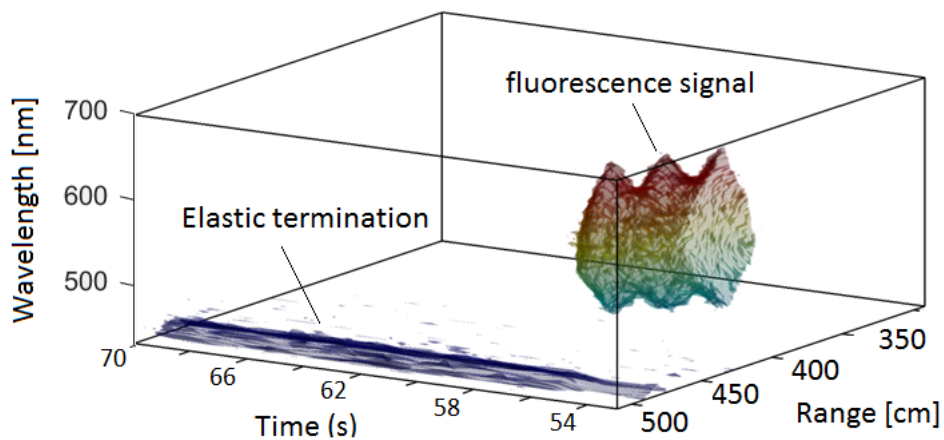 fluorescence signal
Wavelength [nm]
700
600
500
Elastic termination
70
66
62
58
54
Time (s)
500
450
400
350
Range [cm]